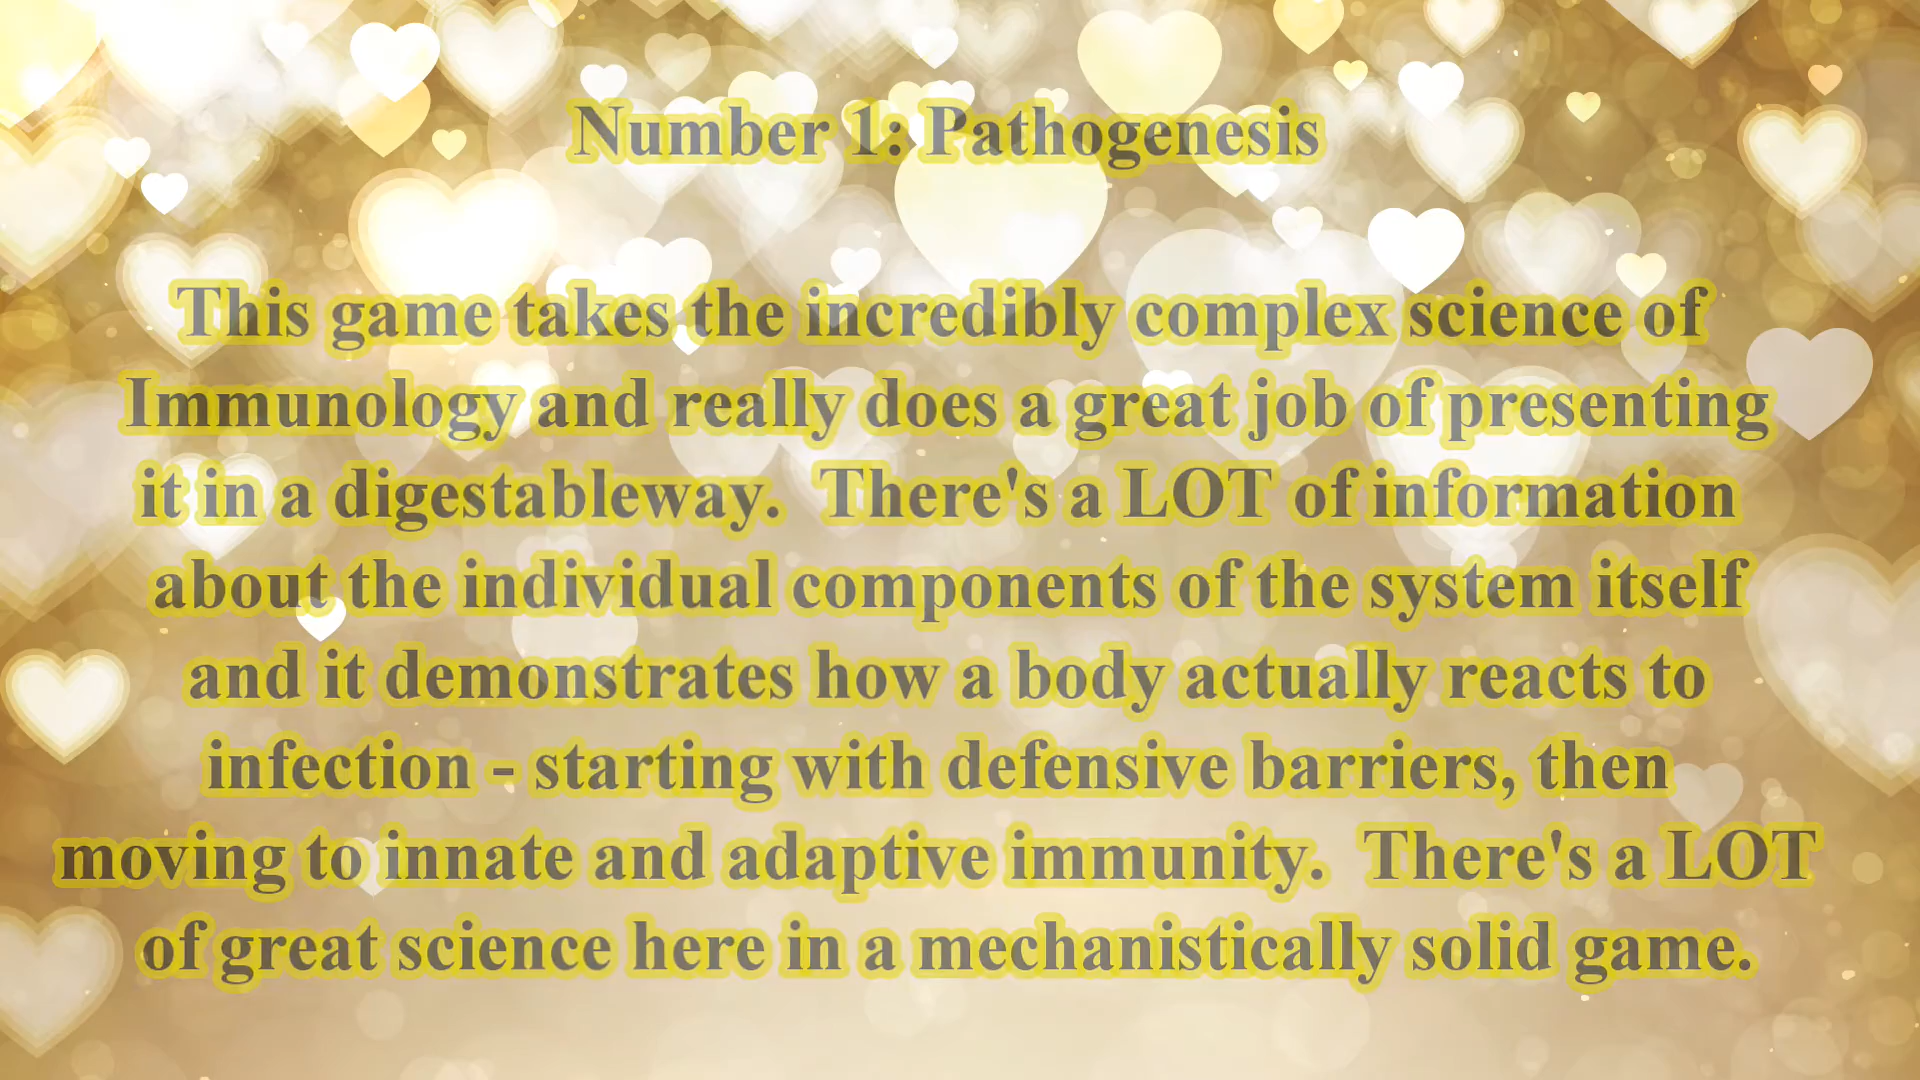 Number 1: Pathogenesis
This game takes the incredibly complex science of
Immunology and really does a great job of presenting
it in a digestableway.  There's a LOT of information
about the individual components of the system itself
and it demonstrates how a body actually reacts to
infection - starting with defensive barriers, then
moving to innate and adaptive immunity.  There's a LOT
of great science here in a mechanistically solid game.